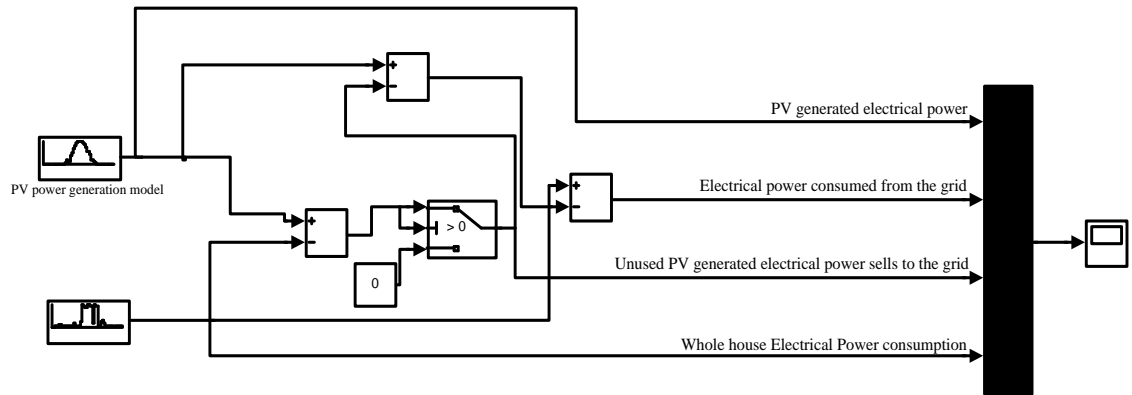 +
−
PV generated electrical power
PV power generation model
+
−
Electrical power consumed from the grid
+
−
> 0
Unused PV generated electrical power sells to the grid
0
Whole house Electrical Power consumption